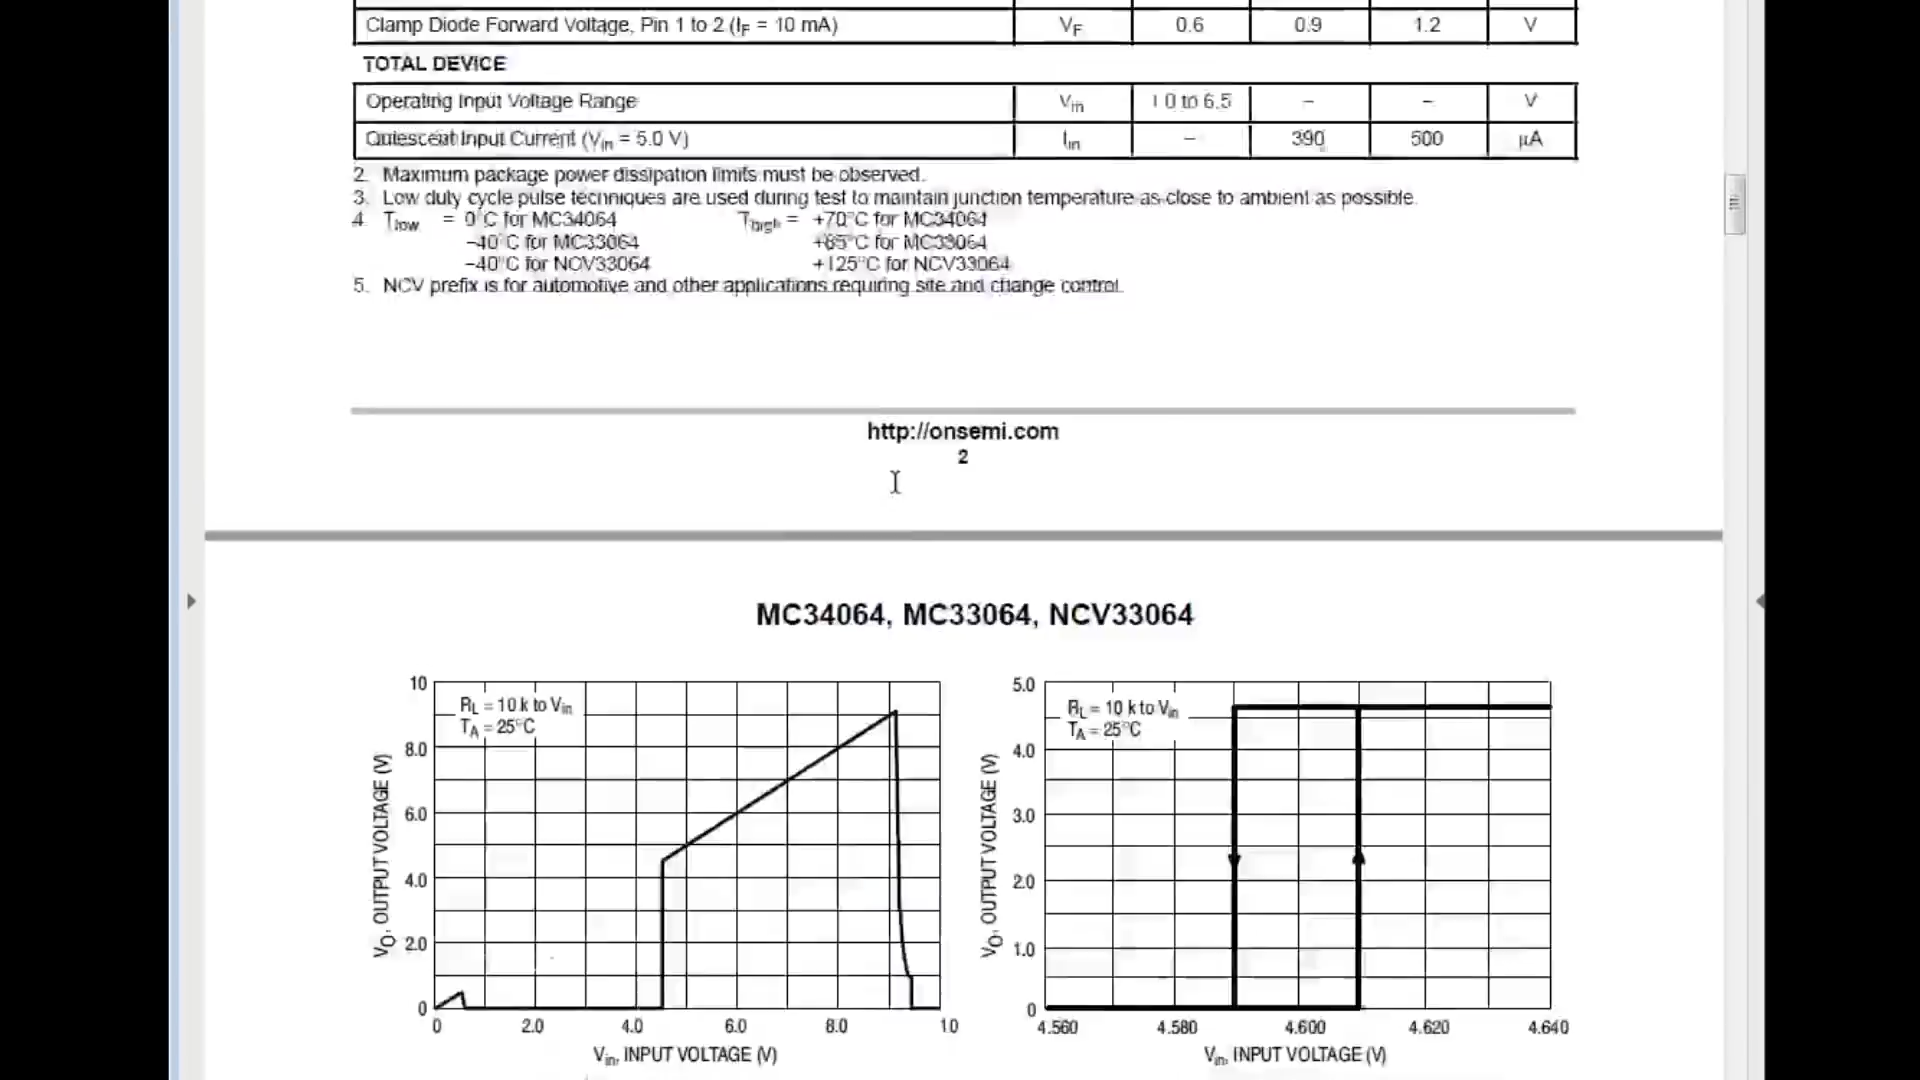 Clamp Diode Forward Voltage, Pin 1 to 2 (IF = 10 mA) VF 0.6 0.9 1.2 V
TOTAL DEVICE
Operating Input Voltage Range Vin 1.0 to 6.5 – – V
Quiescent Input Current (Vin = 5.0 V) Iin – 390 500 µA
2. Maximum package power dissipation limits must be observed.
3. Low duty cycle pulse techniques are used during test to maintain junction temperature as close to ambient as possible.
4. Tlow = 0°C for MC34064 Thigh = +70°C for MC34064
–40°C for MC33064 +85°C for MC33064
–40°C for NCV33064 +125°C for NCV33064
5. NCV prefix is for automotive and other applications requiring site and change control.
http://onsemi.com
2
MC34064, MC33064, NCV33064
RL = 10 k to Vin
TA = 25°C
10
8.0
6.0
4.0
2.0
0
VO, OUTPUT VOLTAGE (V)
0 2.0 4.0 6.0 8.0 10
Vin, INPUT VOLTAGE (V)
RL = 10 k to Vin
TA = 25°C
5.0
4.0
3.0
2.0
1.0
0
VO, OUTPUT VOLTAGE (V)
4.560 4.580 4.600 4.620 4.640
Vin, INPUT VOLTAGE (V)